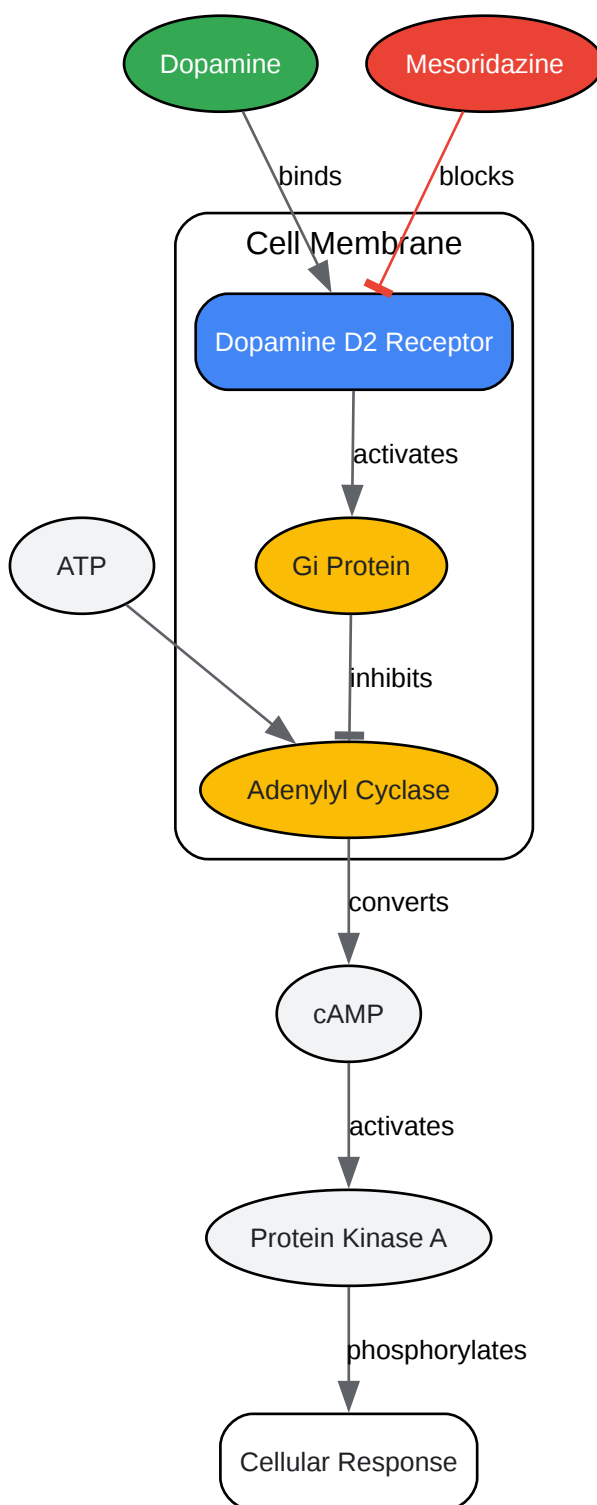 Dopamine
Mesoridazine
binds
blocks
Cell Membrane
Dopamine D2 Receptor
activates
ATP
Gi Protein
inhibits
Adenylyl Cyclase
converts
cAMP
activates
Protein Kinase A
phosphorylates
Cellular Response